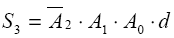 S₃ = A̅₂ · A₁ · A₀ · d